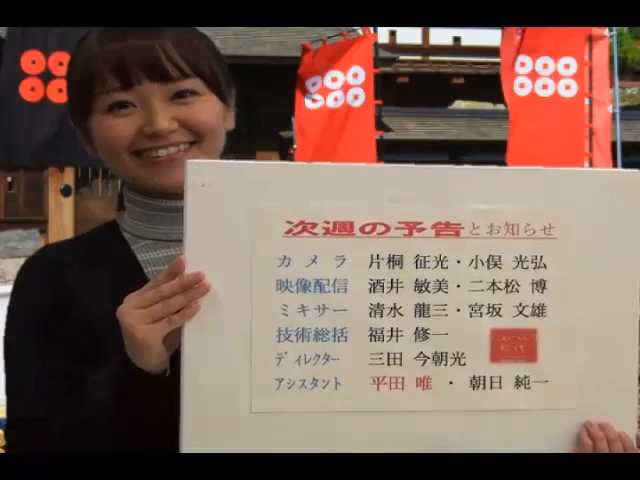 次週の予告とお知らせ
カメラ 片桐 征光・小俣 光弘
映像配信 酒井 敏美・二本松 博
ミキサー 清水 龍三・宮坂 文雄
技術総括 福井 修一
ディレクター 三田 今朝光
アシスタント 平田 唯 ・ 朝日 純一